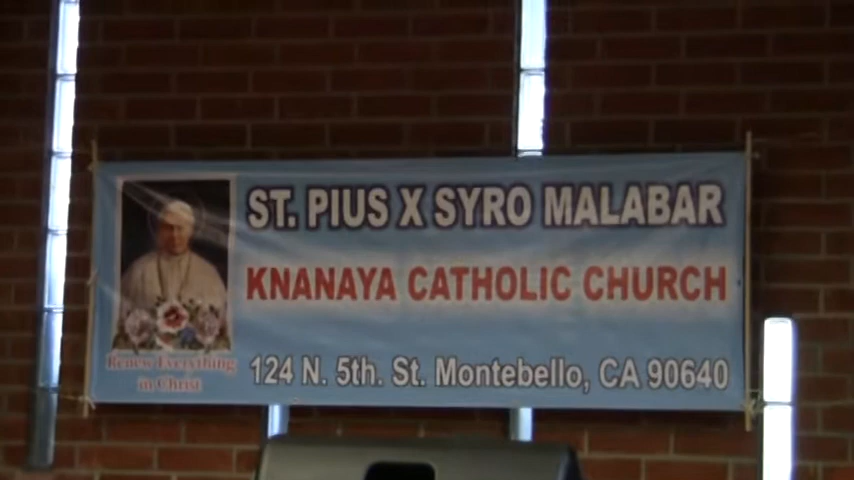 ST. PIUS X SYRO MALABAR
KNANAYA CATHOLIC CHURCH
124 N. 5th. St. Montebello, CA 90640
Renew Everything
in Christ